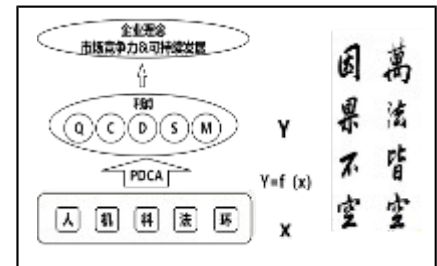 企业理念
市场竞争力&可持续发展
利润
Q C D S M
Y
PDCA
Y=f (x)
人 机 料 法 环
X
萬法皆空
因果不空